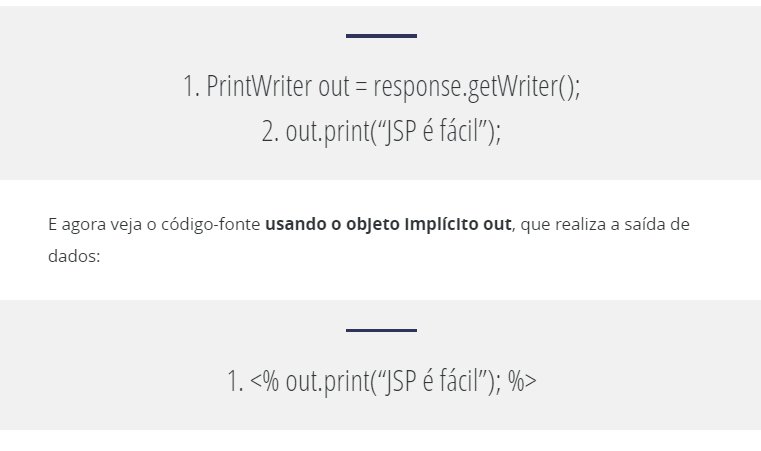 1. PrintWriter out = response.getWriter();
2. out.print(“JSP é fácil”);
E agora veja o código-fonte usando o objeto implícito out, que realiza a saída de
dados:
1. <% out.print(“JSP é fácil”); %>